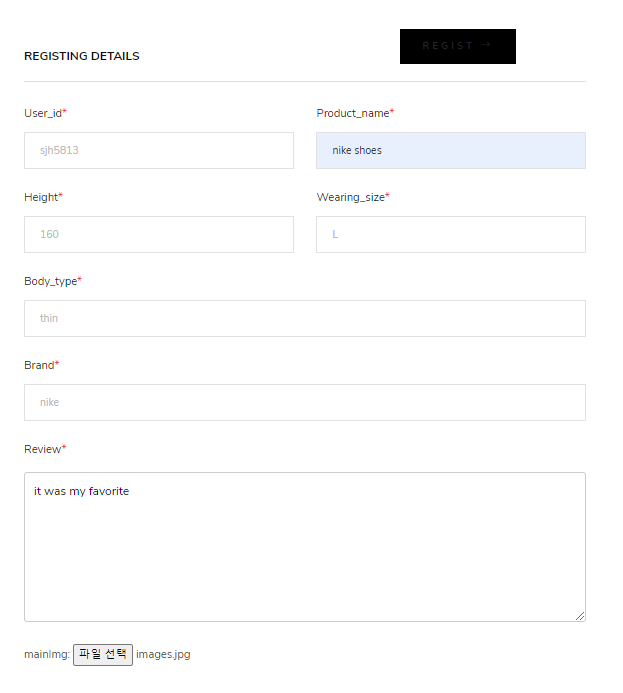 REGIST →
REGISTING DETAILS
User_id* Product_name*
sjh5813 nike shoes
Height* Wearing_size*
160 L
Body_type*
thin
Brand*
nike
Review*
it was my favorite
mainImg: 파일 선택 images.jpg